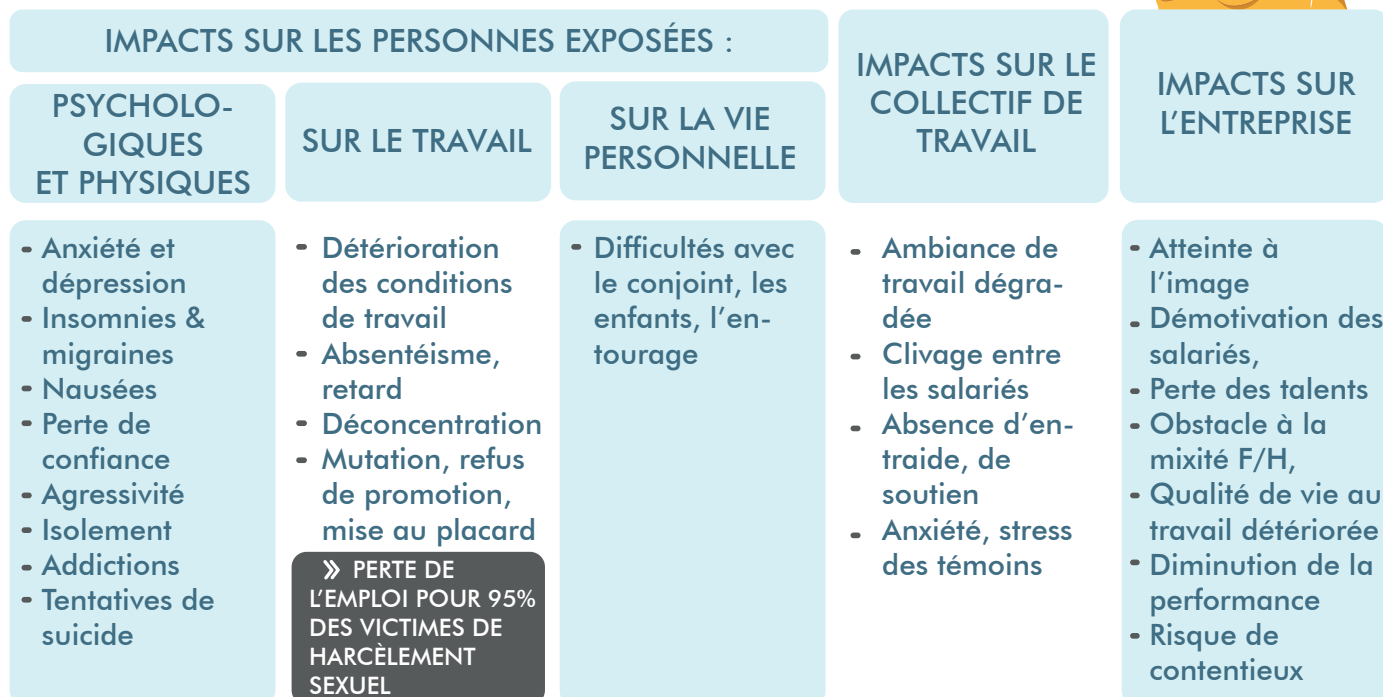 IMPACTS SUR LES PERSONNES EXPOSÉES :
PSYCHOLO-
GIQUES
ET PHYSIQUES
- Anxiété et
dépression
- Insomnies &
migraines
- Nausées
- Perte de
confiance
- Agressivité
- Isolement
- Addictions
- Tentatives de
suicide
SUR LE TRAVAIL
- Détérioration
des conditions
de travail
- Absentéisme,
retard
- Déconcentration
- Mutation, refus
de promotion,
mise au placard
» PERTE DE
L’EMPLOI POUR 95%
DES VICTIMES DE
HARCÈLEMENT
SEXUEL
SUR LA VIE
PERSONNELLE
- Difficultés avec
le conjoint, les
enfants, l’en-
tourage
IMPACTS SUR LE
COLLECTIF DE
TRAVAIL
- Ambiance de
travail dégra-
dée
- Clivage entre
les salariés
- Absence d’en-
traide, de
soutien
- Anxiété, stress
des témoins
IMPACTS SUR
L’ENTREPRISE
- Atteinte à
l’image
- Démotivation des
salariés,
- Perte des talents
- Obstacle à la
mixité F/H,
- Qualité de vie au
travail détériorée
- Diminution de la
performance
- Risque de
contentieux